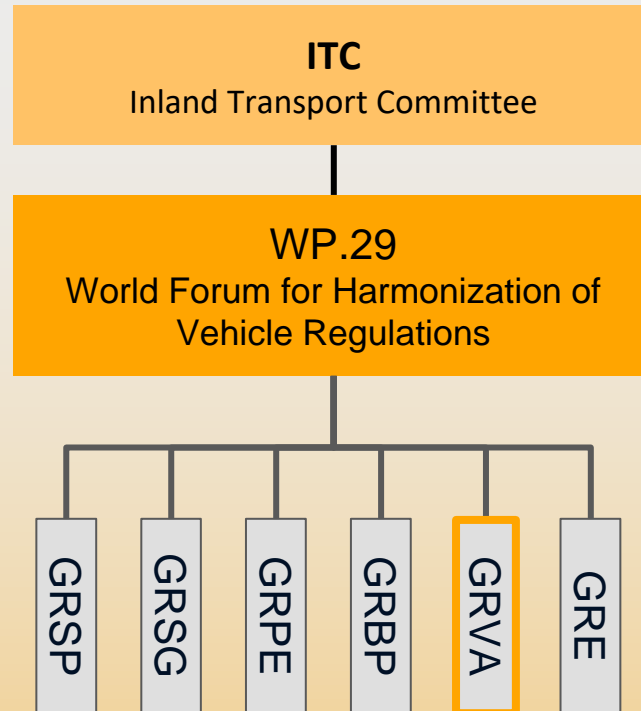 ITC
Inland Transport Committee
WP.29
World Forum for Harmonization of
Vehicle Regulations
GRSP
GRSG
GRPE
GRBP
GRVA
GRE